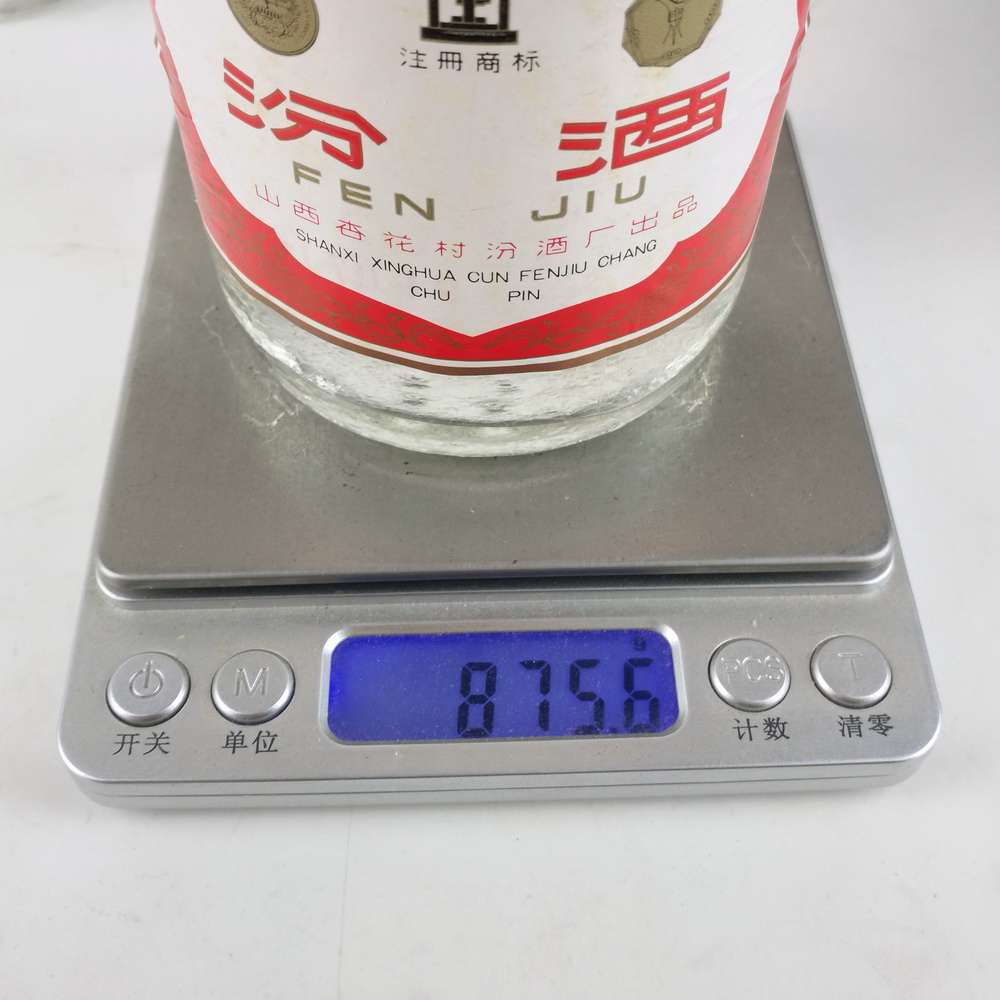 注冊商标
汾酒
FEN JIU
山西杏花村汾酒厂出品
SHANXI XINGHUA CUN FENJIU CHANG
CHU PIN
g
875.6
M
PCS
T
开关
单位
计数
清零